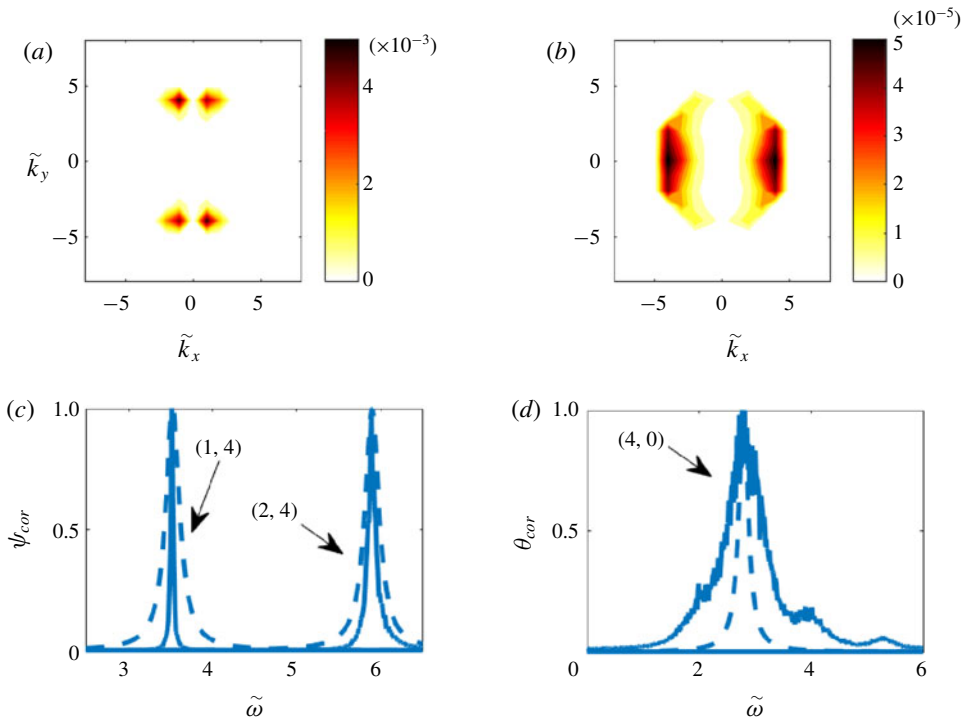 (a)
(×10⁻³)
5
0
−5
k̃y
−5 0 5
k̃x
4
2
0
(b)
(×10⁻⁵)
5
0
−5
−5 0 5
k̃x
5
4
3
2
1
0
(c)
1.0
0.5
0
ψcor
(1, 4)
(2, 4)
3 4 5 6
ω̃
(d)
1.0
0.5
θcor
(4, 0)
0 2 4 6
ω̃